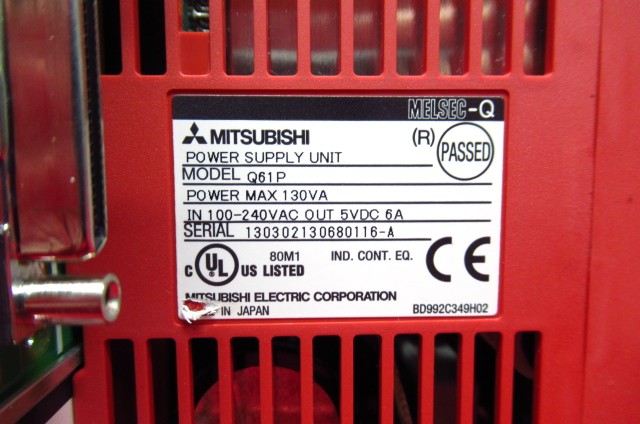 MELSEC-Q
MITSUBISHI
(R)
PASSED
POWER SUPPLY UNIT
MODEL Q61P
POWER MAX 130VA
IN 100-240VAC OUT 5VDC 6A
SERIAL 130302130680116-A
C UL US LISTED
80M1 IND. CONT. EQ.
CE
MITSUBISHI ELECTRIC CORPORATION
IN JAPAN
BD992C349H02